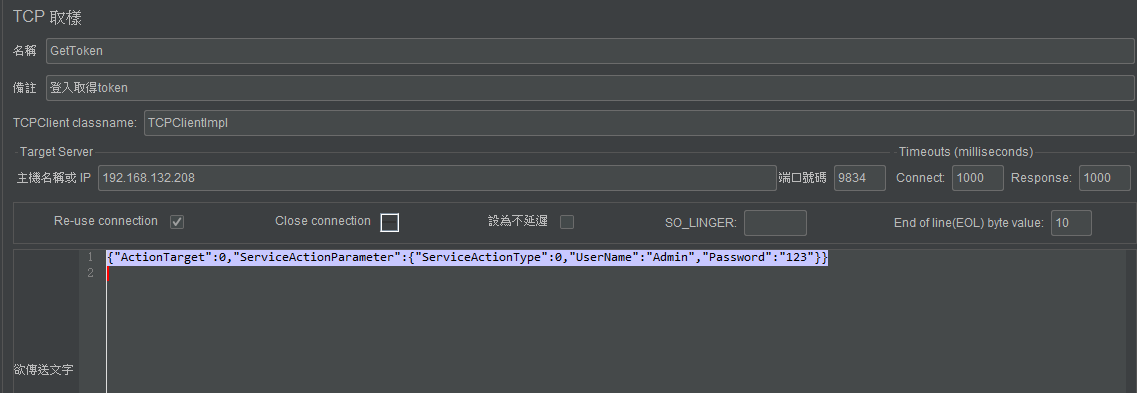 TCP 取樣
名稱 GetToken
備註 登入取得token
TCPClient classname: TCPClientImpl
Target Server Timeouts (milliseconds)
主機名稱或 IP 192.168.132.208 端口號碼 9834 Connect: 1000 Response: 1000
Re-use connection Close connection 設為不延遲 SO_LINGER: End of line(EOL) byte value: 10
1 {"ActionTarget":0,"ServiceActionParameter":{"ServiceActionType":0,"UserName":"Admin","Password":"123"}}
2
欲傳送文字